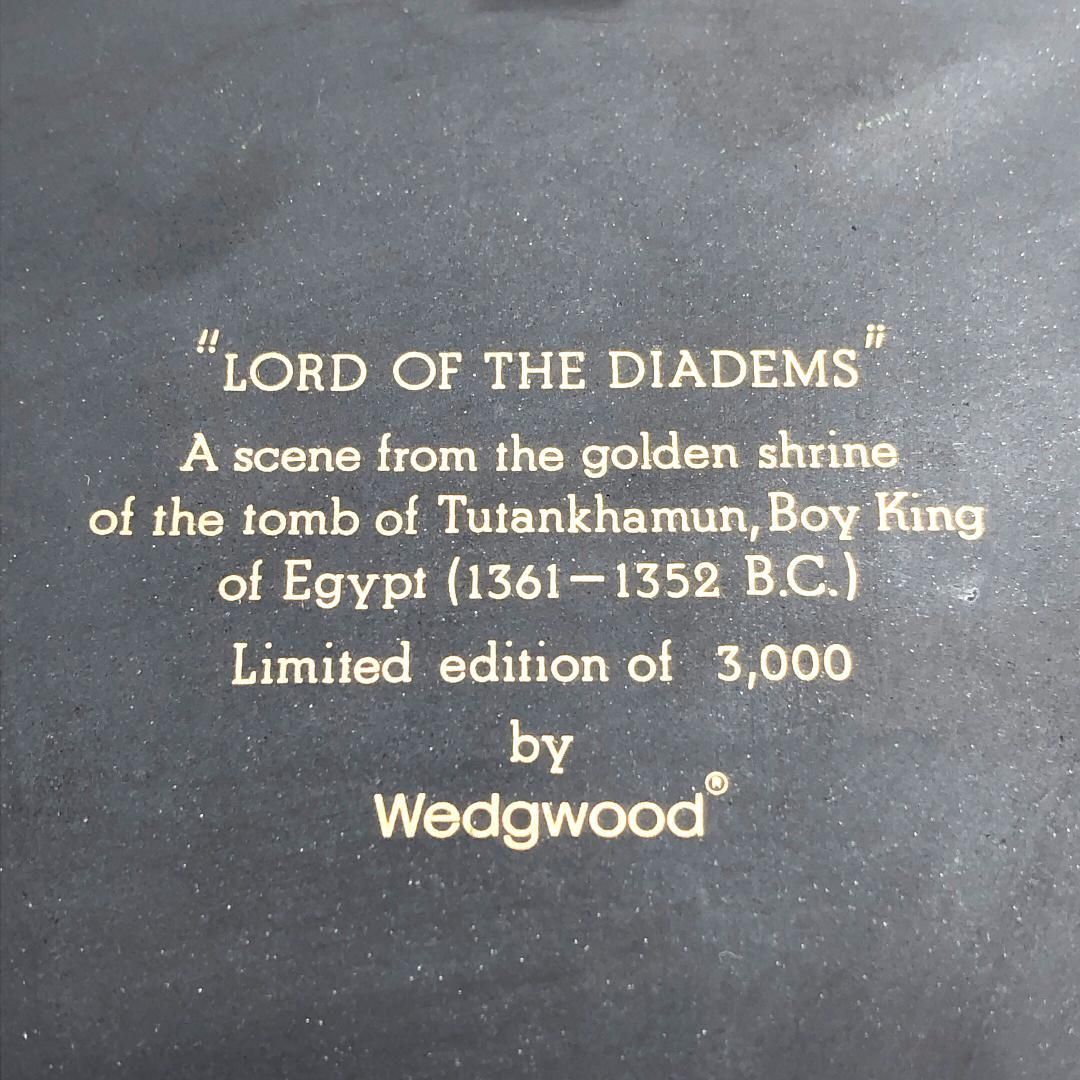 "LORD OF THE DIADEMS"
A scene from the golden shrine
of the tomb of Tutankhamun, Boy King
of Egypt (1361—1352 B.C.)
Limited edition of 3,000
by
Wedgwood®